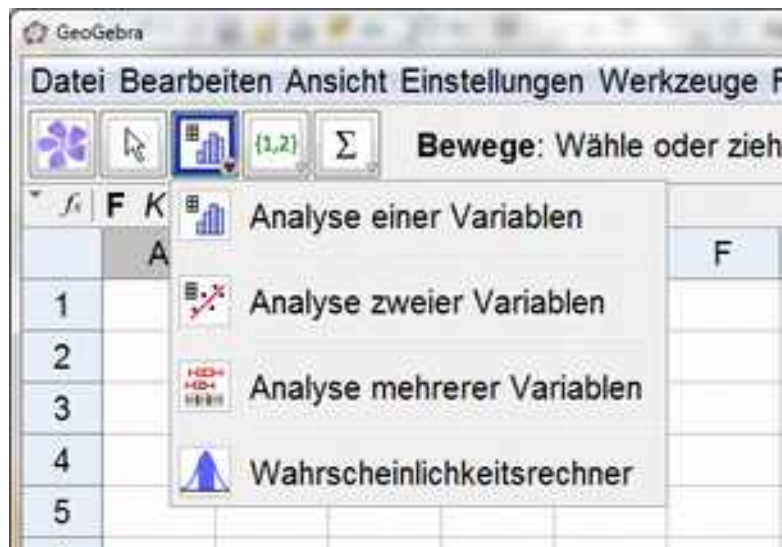 GeoGebra
Datei Bearbeiten Ansicht Einstellungen Werkzeuge F
{1,2} Σ Bewege: Wähle oder zieh
fx F K
A F
Analyse einer Variablen
1
Analyse zweier Variablen
2
Analyse mehrerer Variablen
3
4
Wahrscheinlichkeitsrechner
5